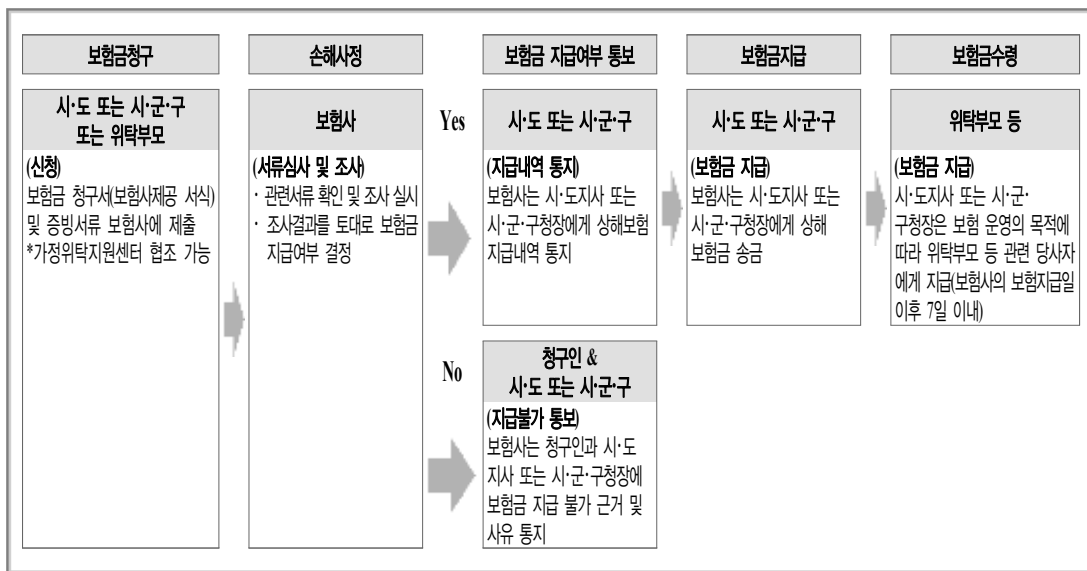 보험금청구
시·도 또는 시·군·구
또는 위탁부모
(신청)
보험금 청구서(보험사제공 서식)
및 증빙서류 보험사에 제출
*가정위탁지원센터 협조 가능
손해사정
보험사
(서류심사 및 조사)
· 관련서류 확인 및 조사 실시
· 조사결과를 토대로 보험금
지급여부 결정
Yes
보험금 지급여부 통보
시·도 또는 시·군·구
(지급내역 통지)
보험사는 시·도지사 또는
시·군·구청장에게 상해보험
지급내역 통지
보험금지급
시·도 또는 시·군·구
(보험금 지급)
보험사는 시·도지사 또는
시·군·구청장에게 상해
보험금 송금
보험금수령
위탁부모 등
(보험금 지급)
시·도지사 또는 시·군·
구청장은 보험 운영의 목적에
따라 위탁부모 등 관련 당사자
에게 지급(보험사의 보험지급일
이후 7일 이내)
No
청구인 &
시·도 또는 시·군·구
(지급불가 통보)
보험사는 청구인과 시·도
지사 또는 시·군·구청장에
보험금 지급 불가 근거 및
사유 통지